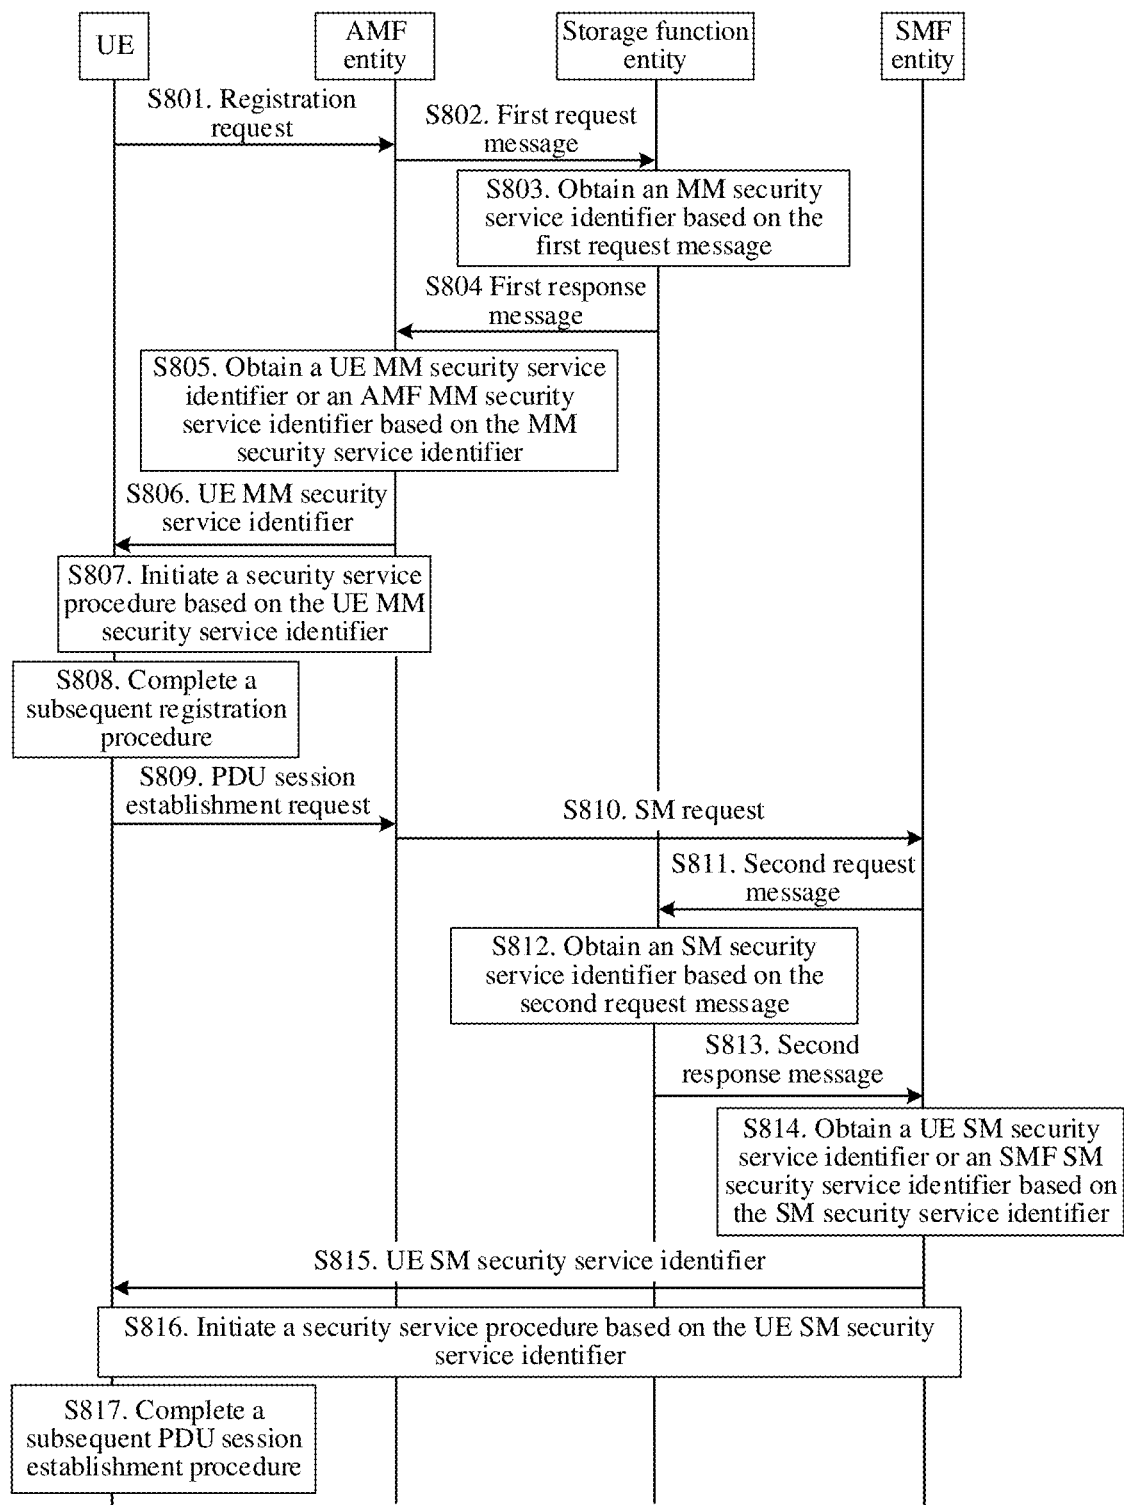 UE
AMF
entity
Storage function
entity
SMF
entity
S801. Registration
request
S802. First request
message
S803. Obtain an MM security
service identifier based on the
first request message
S804 First response
message
S805. Obtain a UE MM security service
identifier or an AMF MM security
service identifier based on the MM
security service identifier
S806. UE MM security
service identifier
S807. Initiate a security service
procedure based on the UE MM
security service identifier
S808. Complete a
subsequent registration
procedure
S809. PDU session
establishment request
S810. SM request
S811. Second request
message
S812. Obtain an SM security
service identifier based on the
second request message
S813. Second
response message
S814. Obtain a UE SM security
service identifier or an SMF SM
security service identifier based on
the SM security service identifier
S815. UE SM security service identifier
S816. Initiate a security service procedure based on the UE SM security
service identifier
S817. Complete a
subsequent PDU session
establishment procedure